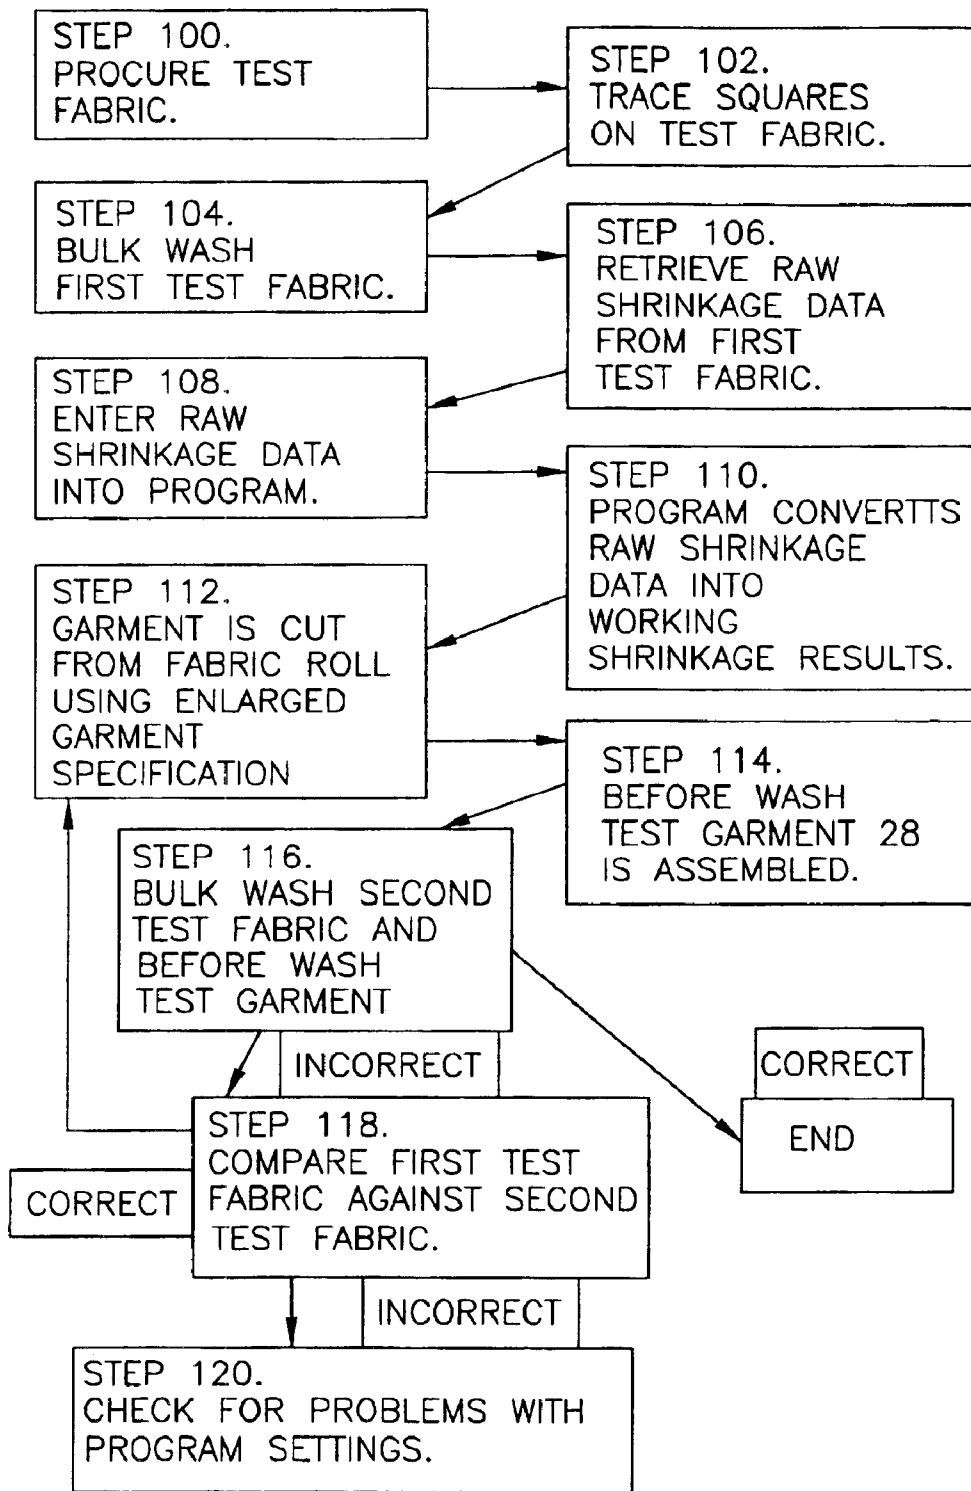 STEP 100.
PROCURE TEST
FABRIC.
STEP 102.
TRACE SQUARES
ON TEST FABRIC.
STEP 104.
BULK WASH
FIRST TEST FABRIC.
STEP 106.
RETRIEVE RAW
SHRINKAGE DATA
FROM FIRST
TEST FABRIC.
STEP 108.
ENTER RAW
SHRINKAGE DATA
INTO PROGRAM.
STEP 110.
PROGRAM CONVERTTS
RAW SHRINKAGE
DATA INTO
WORKING
SHRINKAGE RESULTS.
STEP 112.
GARMENT IS CUT
FROM FABRIC ROLL
USING ENLARGED
GARMENT
SPECIFICATION
STEP 114.
BEFORE WASH
TEST GARMENT 28
IS ASSEMBLED.
STEP 116.
BULK WASH SECOND
TEST FABRIC AND
BEFORE WASH
TEST GARMENT
INCORRECT
CORRECT
END
STEP 118.
COMPARE FIRST TEST
FABRIC AGAINST SECOND
TEST FABRIC.
CORRECT
INCORRECT
STEP 120.
CHECK FOR PROBLEMS WITH
PROGRAM SETTINGS.